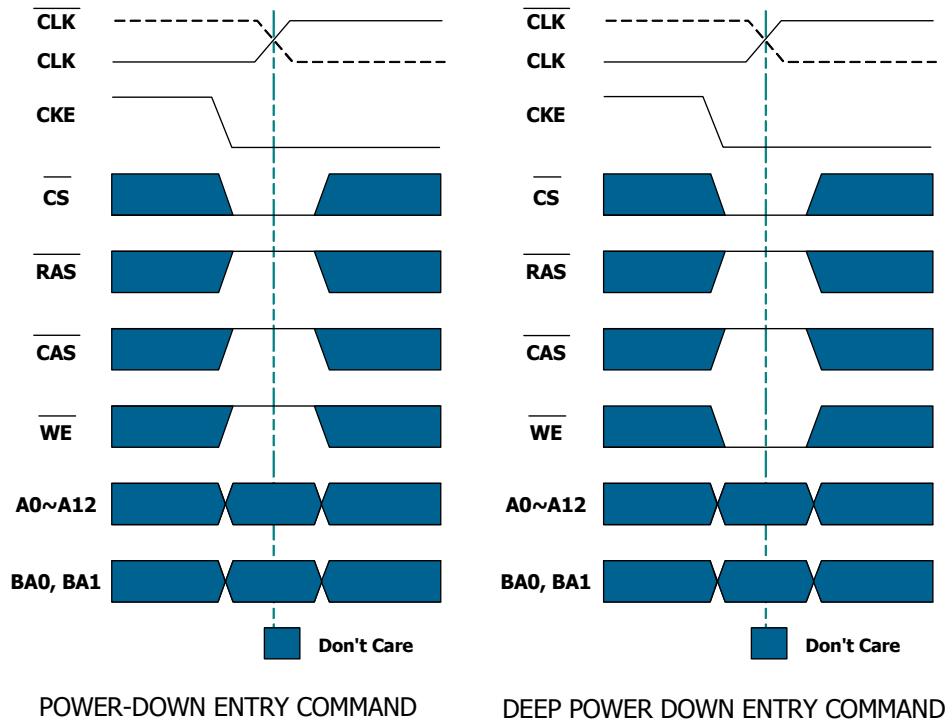 CLK
CLK
CKE
CS
RAS
CAS
WE
A0~A12
BA0, BA1
Don't Care
POWER-DOWN ENTRY COMMAND
CLK
CLK
CKE
CS
RAS
CAS
WE
A0~A12
BA0, BA1
Don't Care
DEEP POWER DOWN ENTRY COMMAND